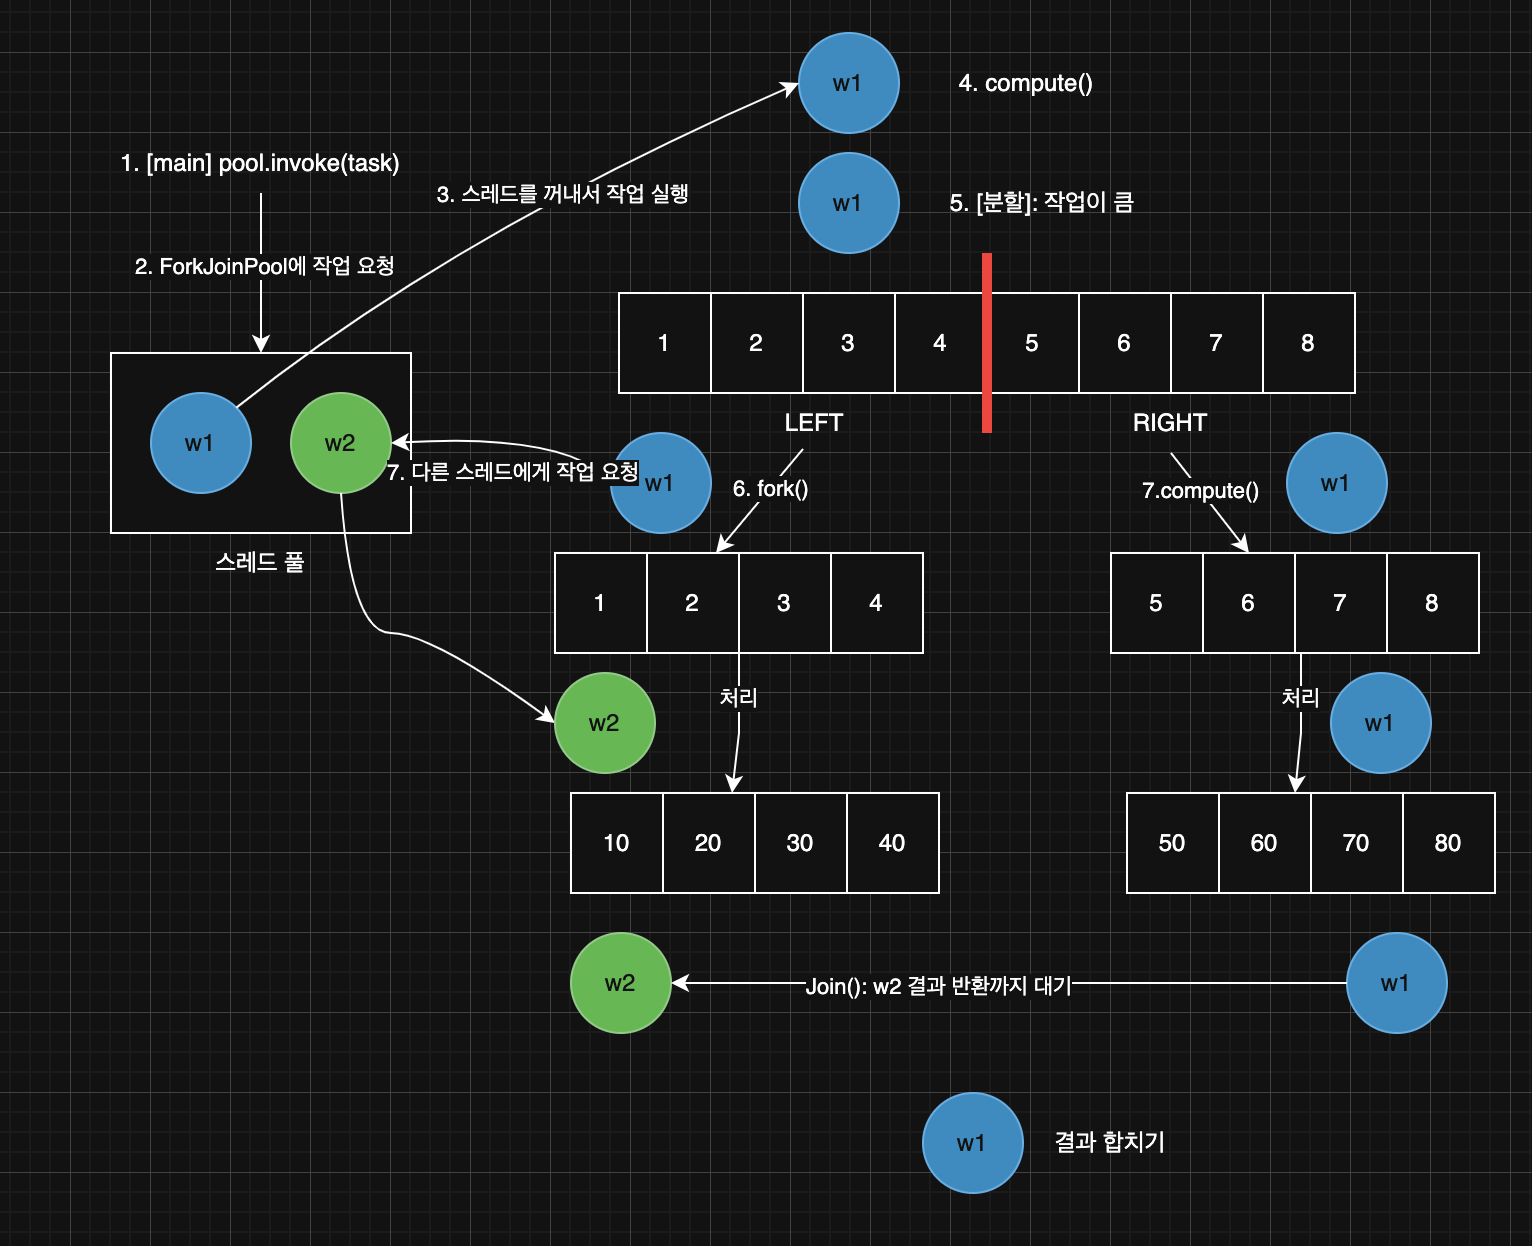 w1
4. compute()
1. [main] pool.invoke(task)
3. 스레드를 꺼내서 작업 실행
w1
5. [분할]: 작업이 큼
2. ForkJoinPool에 작업 요청
1 2 3 4 5 6 7 8
LEFT
RIGHT
w1
w2
7. 다른 스레드에게 작업 요청
w1
6. fork()
7.compute()
w1
스레드 풀
1 2 3 4
5 6 7 8
w2
처리
처리
w1
10 20 30 40
50 60 70 80
w2
Join(): w2 결과 반환까지 대기
w1
w1
결과 합치기